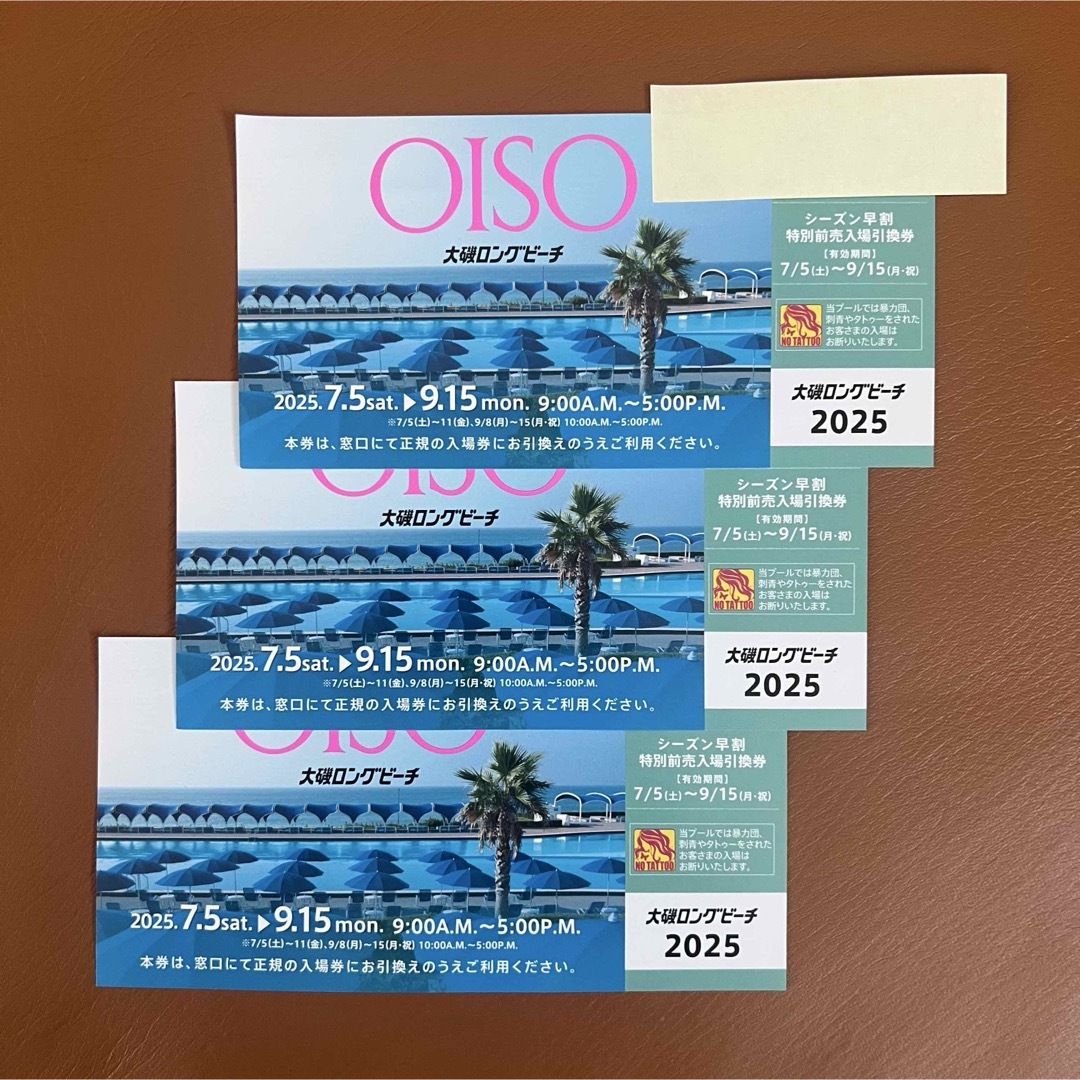 OISO
大磯ロングビーチ
2025. 7.5sat. ▶ 9.15 mon. 9:00A.M.〜5:00P.M.
※7/5(土)〜11(金)、9/8(月)〜15(月・祝) 10:00A.M.〜5:00P.M.
本券は、窓口にて正規の入場券にお引換えのうえご利用ください。
シーズン早割
特別前売入場引換券
【有効期間】
7/5(土)〜9/15(月・祝)
NO TATTOO
当プールでは暴力団、
刺青やタトゥーをされた
お客さまの入場は
お断りいたします。
大磯ロングビーチ
2025
OISO
大磯ロングビーチ
2025. 7.5sat. ▶ 9.15 mon. 9:00A.M.〜5:00P.M.
※7/5(土)〜11(金)、9/8(月)〜15(月・祝) 10:00A.M.〜5:00P.M.
本券は、窓口にて正規の入場券にお引換えのうえご利用ください。
シーズン早割
特別前売入場引換券
【有効期間】
7/5(土)〜9/15(月・祝)
NO TATTOO
当プールでは暴力団、
刺青やタトゥーをされた
お客さまの入場は
お断りいたします。
大磯ロングビーチ
2025
OISO
大磯ロングビーチ
2025. 7.5sat. ▶ 9.15 mon. 9:00A.M.〜5:00P.M.
※7/5(土)〜11(金)、9/8(月)〜15(月・祝) 10:00A.M.〜5:00P.M.
本券は、窓口にて正規の入場券にお引換えのうえご利用ください。
シーズン早割
特別前売入場引換券
【有効期間】
7/5(土)〜9/15(月・祝)
NO TATTOO
当プールでは暴力団、
刺青やタトゥーをされた
お客さまの入場は
お断りいたします。
大磯ロングビーチ
2025